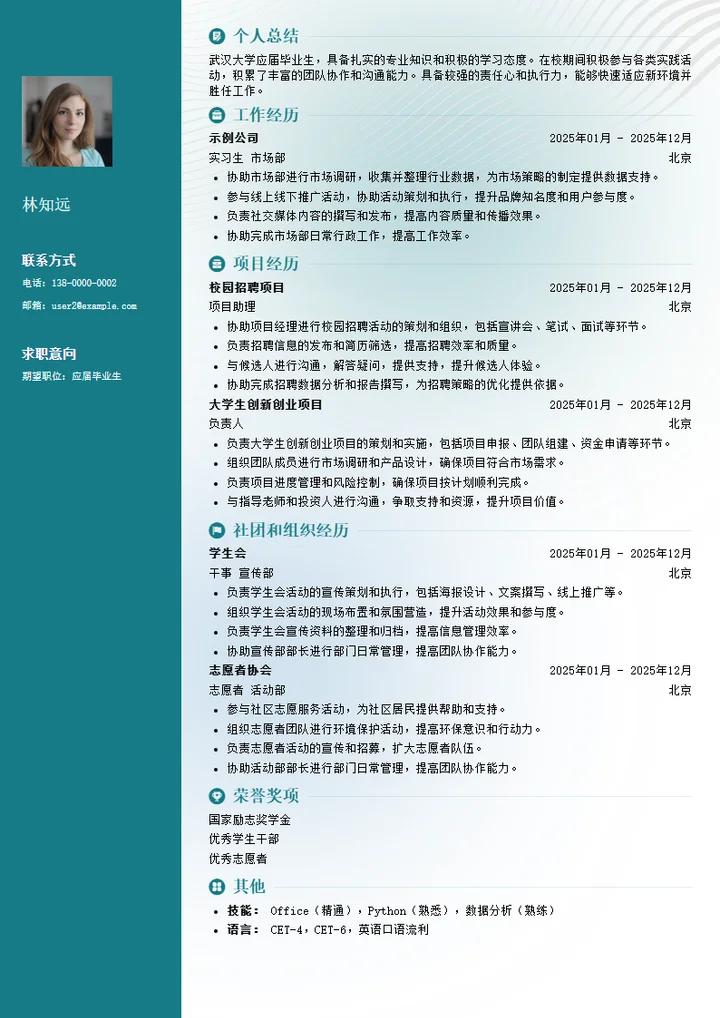 林知远
联系方式
电话：138-0000-0002
邮箱：user2@example.com
求职意向
期望职位：应届毕业生
个人总结
武汉大学应届毕业生，具备扎实的专业知识和积极的学习态度。在校期间积极参与各类实践活
动，积累了丰富的团队协作和沟通能力。具备较强的责任心和执行力，能够快速适应新环境并
胜任工作。
工作经历
示例公司 2025年01月 - 2025年12月
实习生 市场部 北京
• 协助市场部进行市场调研，收集并整理行业数据，为市场策略的制定提供数据支持。
• 参与线上线下推广活动，协助活动策划和执行，提升品牌知名度和用户参与度。
• 负责社交媒体内容的撰写和发布，提高内容质量和传播效果。
• 协助完成市场部日常行政工作，提高工作效率。
项目经历
校园招聘项目 2025年01月 - 2025年12月
项目助理 北京
• 协助项目经理进行校园招聘活动的策划和组织，包括宣讲会、笔试、面试等环节。
• 负责招聘信息的发布和简历筛选，提高招聘效率和质量。
• 与候选人进行沟通，解答疑问，提供支持，提升候选人体验。
• 协助完成招聘数据分析和报告撰写，为招聘策略的优化提供依据。
大学生创新创业项目 2025年01月 - 2025年12月
负责人 北京
• 负责大学生创新创业项目的策划和实施，包括项目申报、团队组建、资金申请等环节。
• 组织团队成员进行市场调研和产品设计，确保项目符合市场需求。
• 负责项目进度管理和风险控制，确保项目按计划顺利完成。
• 与指导老师和投资人进行沟通，争取支持和资源，提升项目价值。
社团和组织经历
学生会 2025年01月 - 2025年12月
干事 宣传部 北京
• 负责学生会活动的宣传策划和执行，包括海报设计、文案撰写、线上推广等。
• 组织学生会活动的现场布置和氛围营造，提升活动效果和参与度。
• 负责学生会宣传资料的整理和归档，提高信息管理效率。
• 协助宣传部部长进行部门日常管理，提高团队协作能力。
志愿者协会 2025年01月 - 2025年12月
志愿者 活动部 北京
• 参与社区志愿服务活动，为社区居民提供帮助和支持。
• 组织志愿者团队进行环境保护活动，提高环保意识和行动力。
• 负责志愿者活动的宣传和招募，扩大志愿者队伍。
• 协助活动部部长进行部门日常管理，提高团队协作能力。
荣誉奖项
国家励志奖学金
优秀学生干部
优秀志愿者
其他
• 技能： Office（精通），Python（熟悉），数据分析（熟练）
• 语言： CET-4，CET-6，英语口语流利